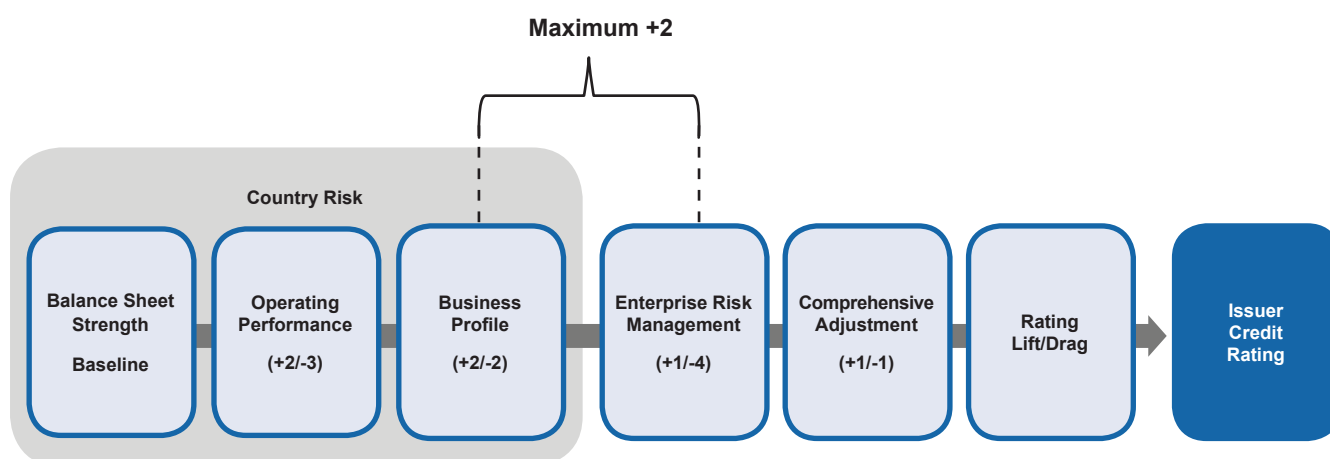 Maximum +2
Country Risk
Balance Sheet
Strength
Baseline
Operating
Performance
(+2/-3)
Business
Profile
(+2/-2)
Enterprise Risk
Management
(+1/-4)
Comprehensive
Adjustment
(+1/-1)
Rating
Lift/Drag
Issuer
Credit
Rating